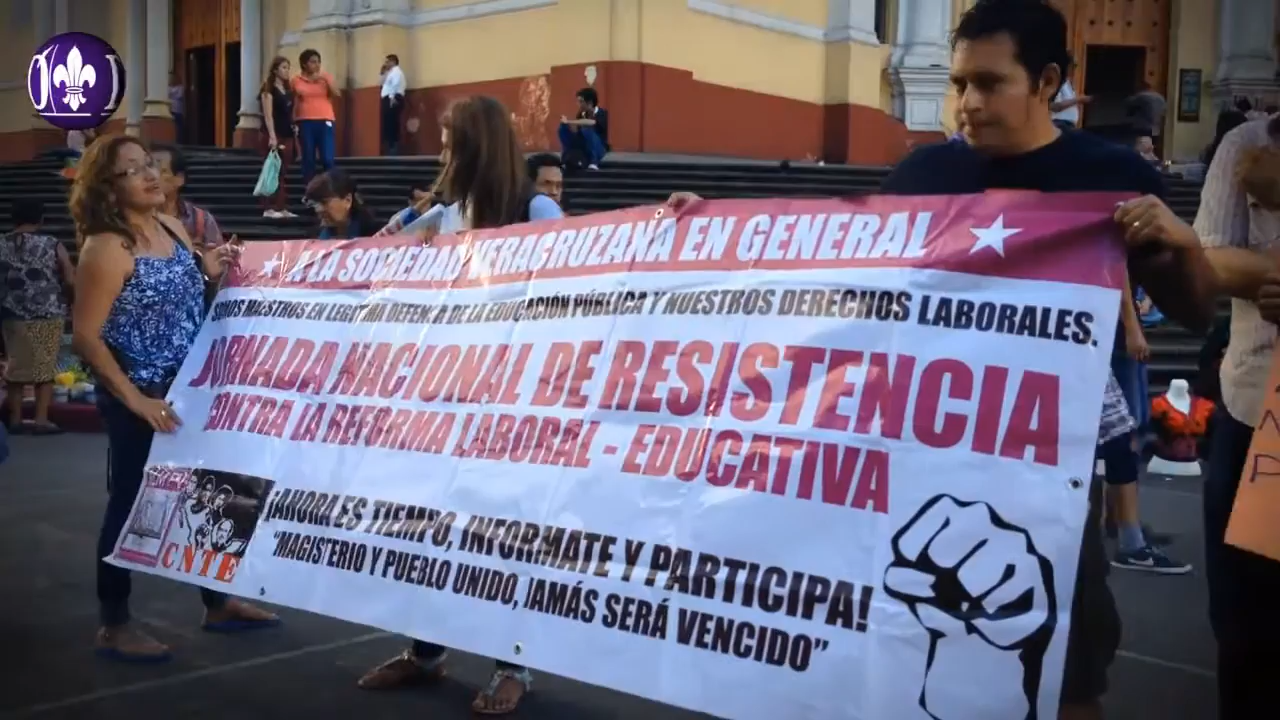 A LA SOCIEDAD VERACRUZANA EN GENERAL
SOMOS MAESTROS EN LEGÍTIMA DEFENSA DE LA EDUCACIÓN PÚBLICA Y NUESTROS DERECHOS LABORALES.
JORNADA NACIONAL DE RESISTENCIA
CONTRA LA REFORMA LABORAL - EDUCATIVA
¡AHORA ES TIEMPO, INFORMATE Y PARTICIPA!
"MAGISTERIO Y PUEBLO UNIDO, JAMÁS SERÁ VENCIDO"
CNTE